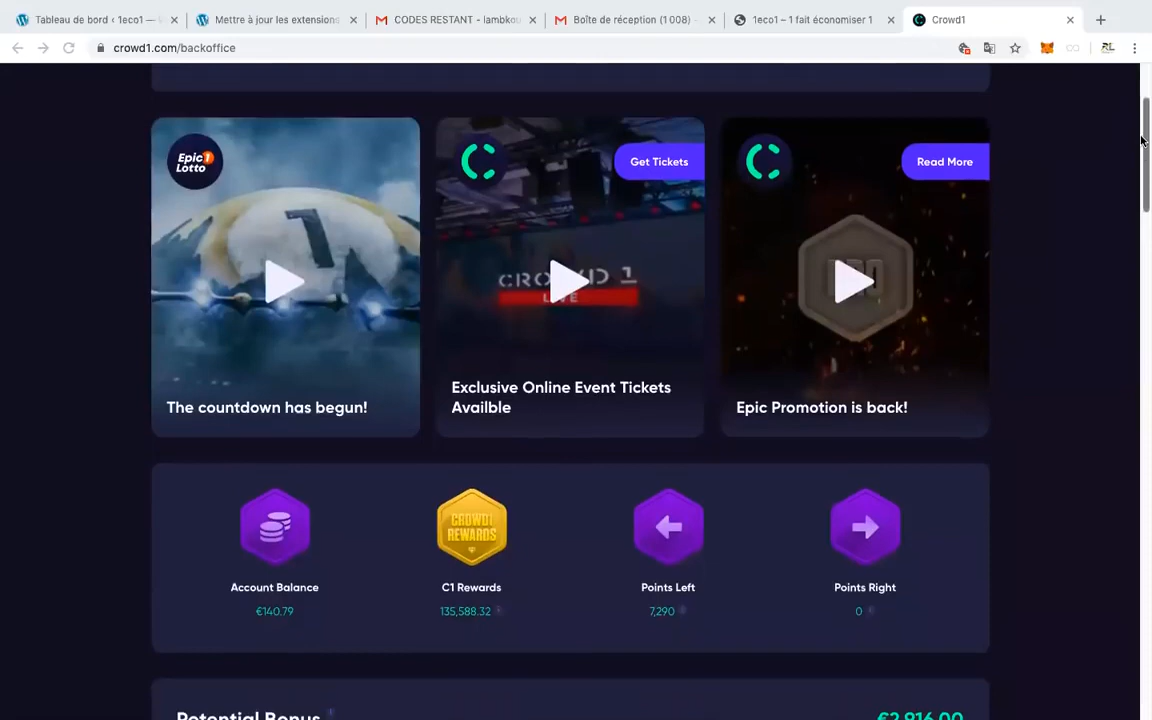 Tableau de bord ‹ 1eco1 — W
Mettre à jour les extensions
CODES RESTANT - iambkou
Boîte de réception (1 008) -
1eco1 – 1 fait économiser 1
Crowd1
crowd1.com/backoffice
Epic1
Lotto
The countdown has begun!
Get Tickets
CROWD 1
LIVE
Exclusive Online Event Tickets
Availble
Read More
Epic Promotion is back!
Account Balance
€140.79
CROWD1
REWARDS
C1 Rewards
135,588.32
Points Left
7,290
Points Right
0
Potential Bonus
€2,916.00